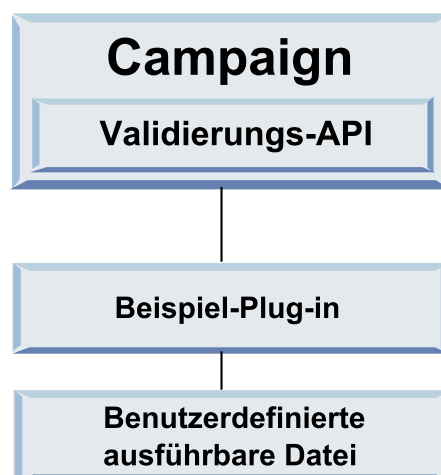 Campaign
Validierungs-API
Beispiel-Plug-in
Benutzerdefinierte
ausführbare Datei